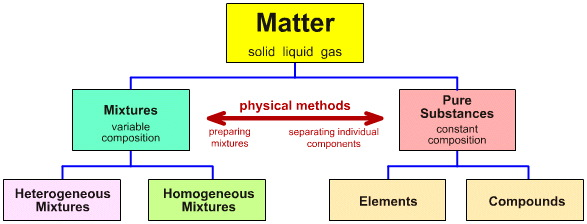 Matter
solid liquid gas
Mixtures
variable
composition
physical methods
preparing
mixtures
separating individual
components
Pure
Substances
constant
composition
Heterogeneous
Mixtures
Homogeneous
Mixtures
Elements
Compounds